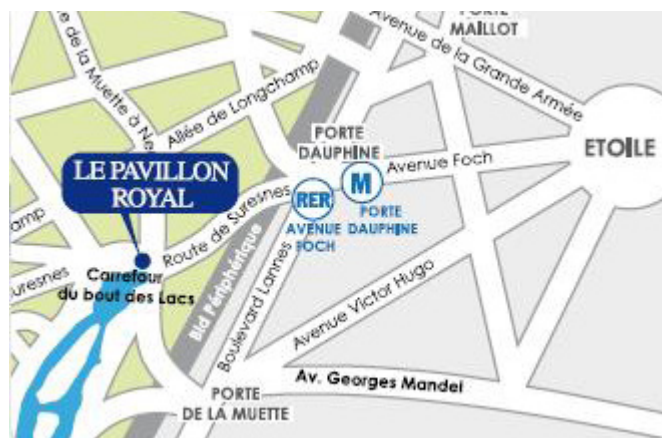 PORTE
MAILLOT
Avenue de la Grande Armée
e de la Muette à Ne
Allée de Longchamp
PORTE
DAUPHINE
Avenue Foch
ETOILE
LE PAVILLON
ROYAL
M
RER
PORTE
DAUPHINE
AVENUE
FOCH
Route de Suresnes
amp
uresnes
Carrefour
du bout des Lacs
Bld Périphérique
Boulevard Lannes
Avenue Victor Hugo
Av. Georges Mandel
PORTE
DE LA MUETTE